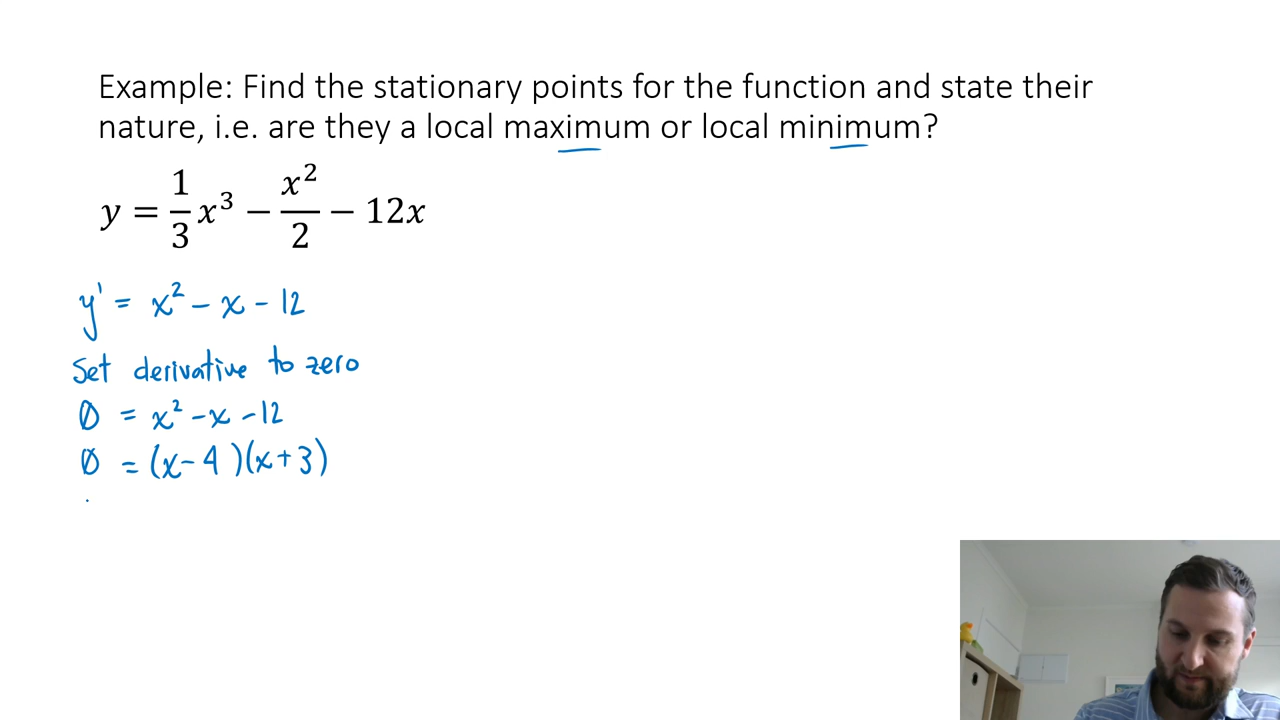 Example: Find the stationary points for the function and state their
nature, i.e. are they a local maximum or local minimum?
y = 1/3 x³ − x²/2 − 12x
y' = x² − x − 12
Set derivative to zero
0 = x² − x − 12
0 = (x − 4)(x + 3)